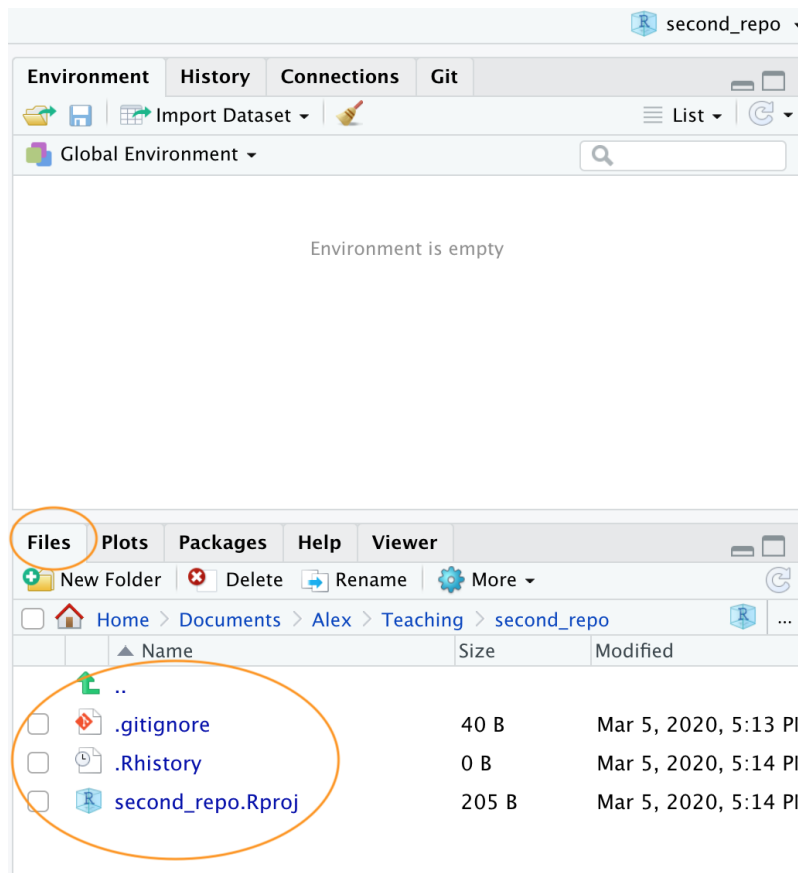 second_repo
Environment History Connections Git
Import Dataset List
Global Environment
Environment is empty
Files Plots Packages Help Viewer
New Folder Delete Rename More
Home Documents Alex Teaching second_repo ...
Name Size Modified
..
.gitignore 40 B Mar 5, 2020, 5:13 P
.Rhistory 0 B Mar 5, 2020, 5:14 P
second_repo.Rproj 205 B Mar 5, 2020, 5:14 P